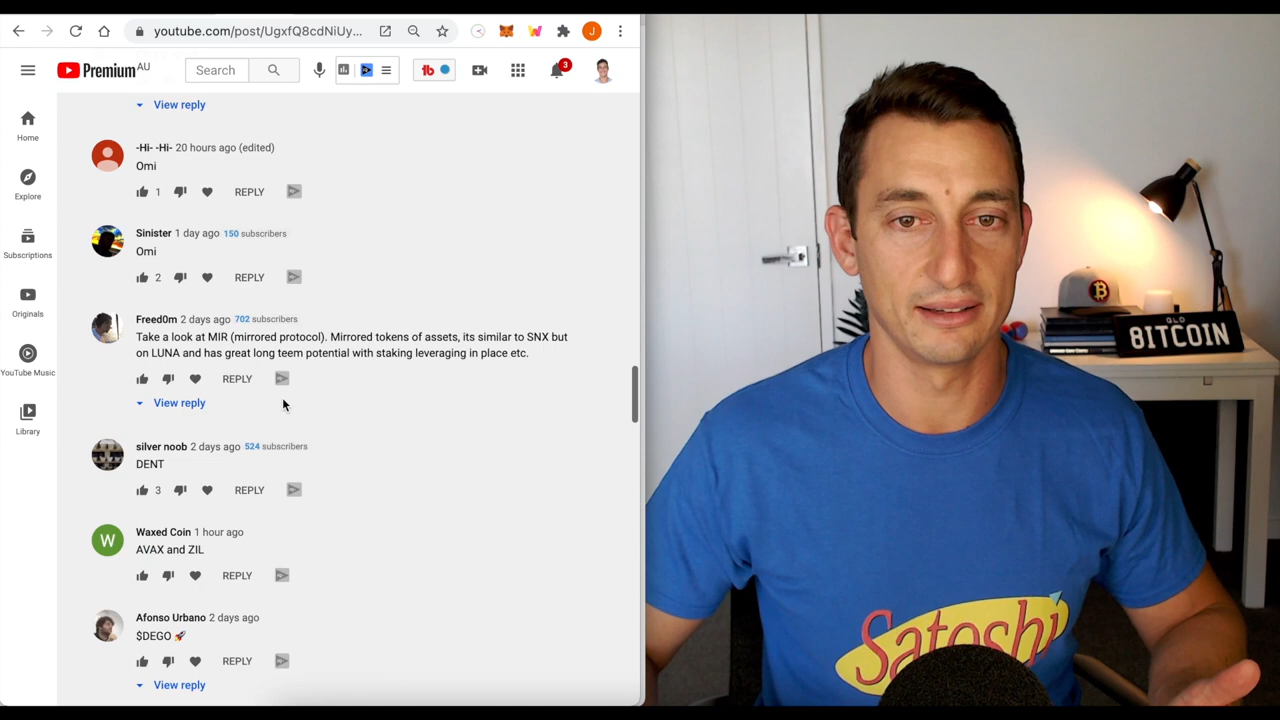 youtube.com/post/UgxfQ8cdNiUy...
Premium AU
Search
tb
3
Home
Explore
Subscriptions
Originals
YouTube Music
Library
View reply
-Hi- -Hi- 20 hours ago (edited)
Omi
1 REPLY
Sinister 1 day ago 150 subscribers
Omi
2 REPLY
Freed0m 2 days ago 702 subscribers
Take a look at MIR (mirrored protocol). Mirrored tokens of assets, its similar to SNX but
on LUNA and has great long teem potential with staking leveraging in place etc.
REPLY
View reply
silver noob 2 days ago 524 subscribers
DENT
3 REPLY
W
Waxed Coin 1 hour ago
AVAX and ZIL
REPLY
Afonso Urbano 2 days ago
$DEGO 🚀
REPLY
View reply
J
QLD
8ITCOIN
Satoshi